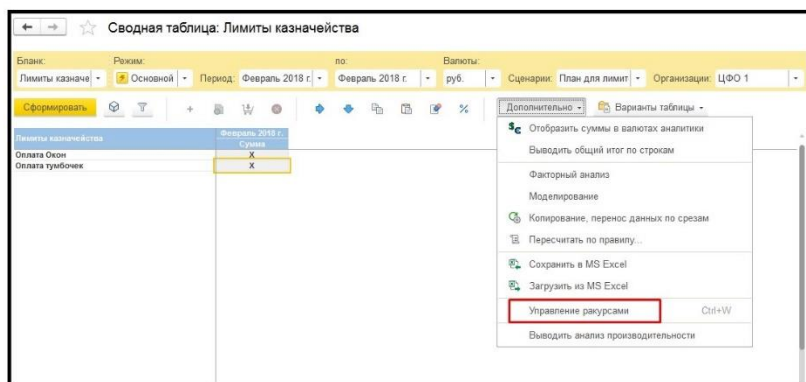 Сводная таблица: Лимиты казначейства
Бланк: Режим: по: Валюты:
Лимиты казначе Основной Период: Февраль 2018 г. Февраль 2018 г. руб. Сценарии: План для лимит Организации: ЦФО 1
Сформировать Дополнительно Варианты таблицы
Лимиты казначейства Февраль 2018 г.
Сумма
Оплата Окон X
Оплата тумбочек X
Отобразить суммы в валютах аналитики
Выводить общий итог по строкам
Факторный анализ
Моделирование
Копирование, перенос данных по срезам
Пересчитать по правилу...
Сохранить в MS Excel
Загрузить из MS Excel
Управление ракурсами Ctrl+W
Выводить анализ производительности